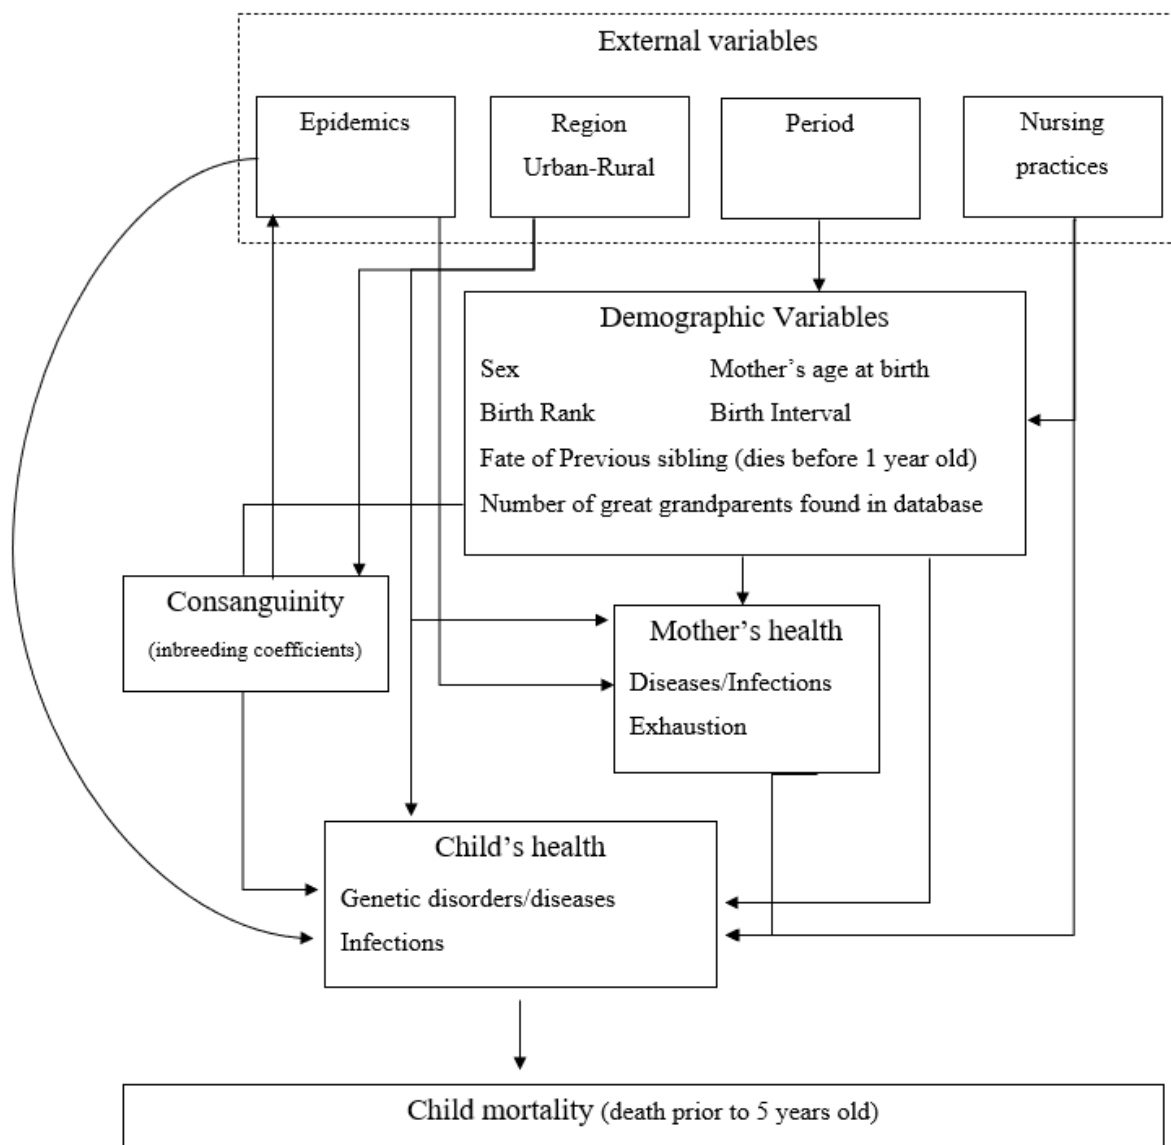 External variables
Epidemics
Region
Urban-Rural
Period
Nursing
practices
Demographic Variables
Sex
Mother’s age at birth
Birth Rank
Birth Interval
Fate of Previous sibling (dies before 1 year old)
Number of great grandparents found in database
Consanguinity
(inbreeding coefficients)
Mother’s health
Diseases/Infections
Exhaustion
Child’s health
Genetic disorders/diseases
Infections
Child mortality (death prior to 5 years old)